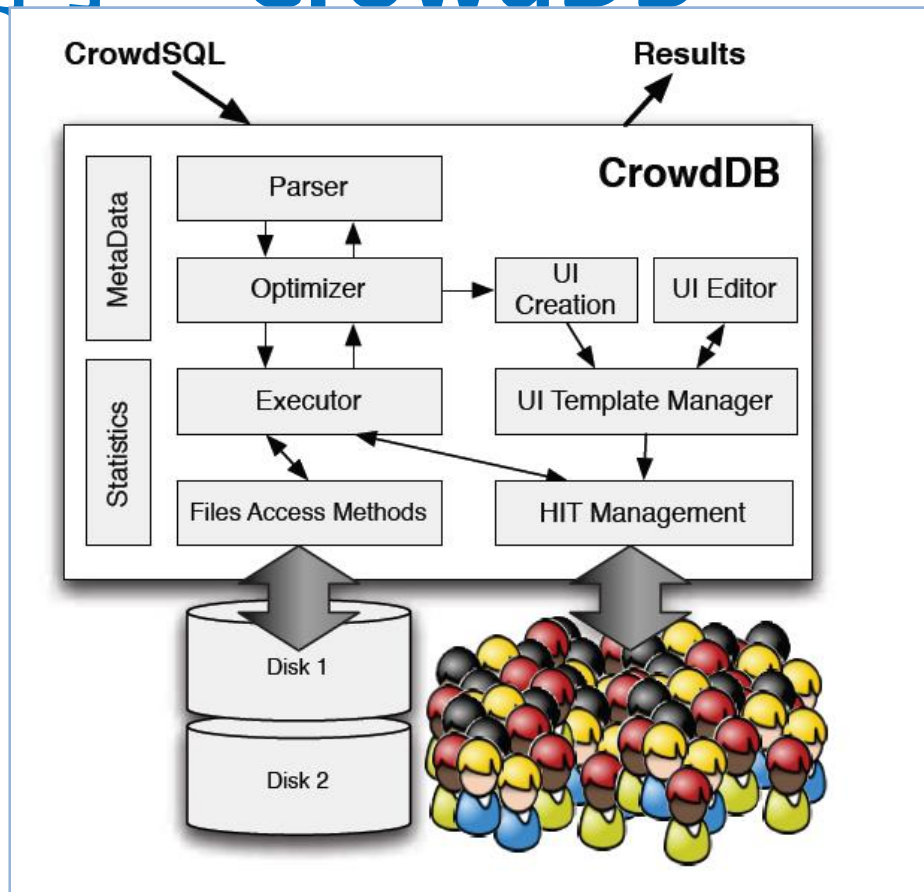 CrowdDB
CrowdSQL
Results
CrowdDB
MetaData
Parser
Optimizer
UI
Creation
UI Editor
Statistics
Executor
UI Template Manager
Files Access Methods
HIT Management
Disk 1
Disk 2